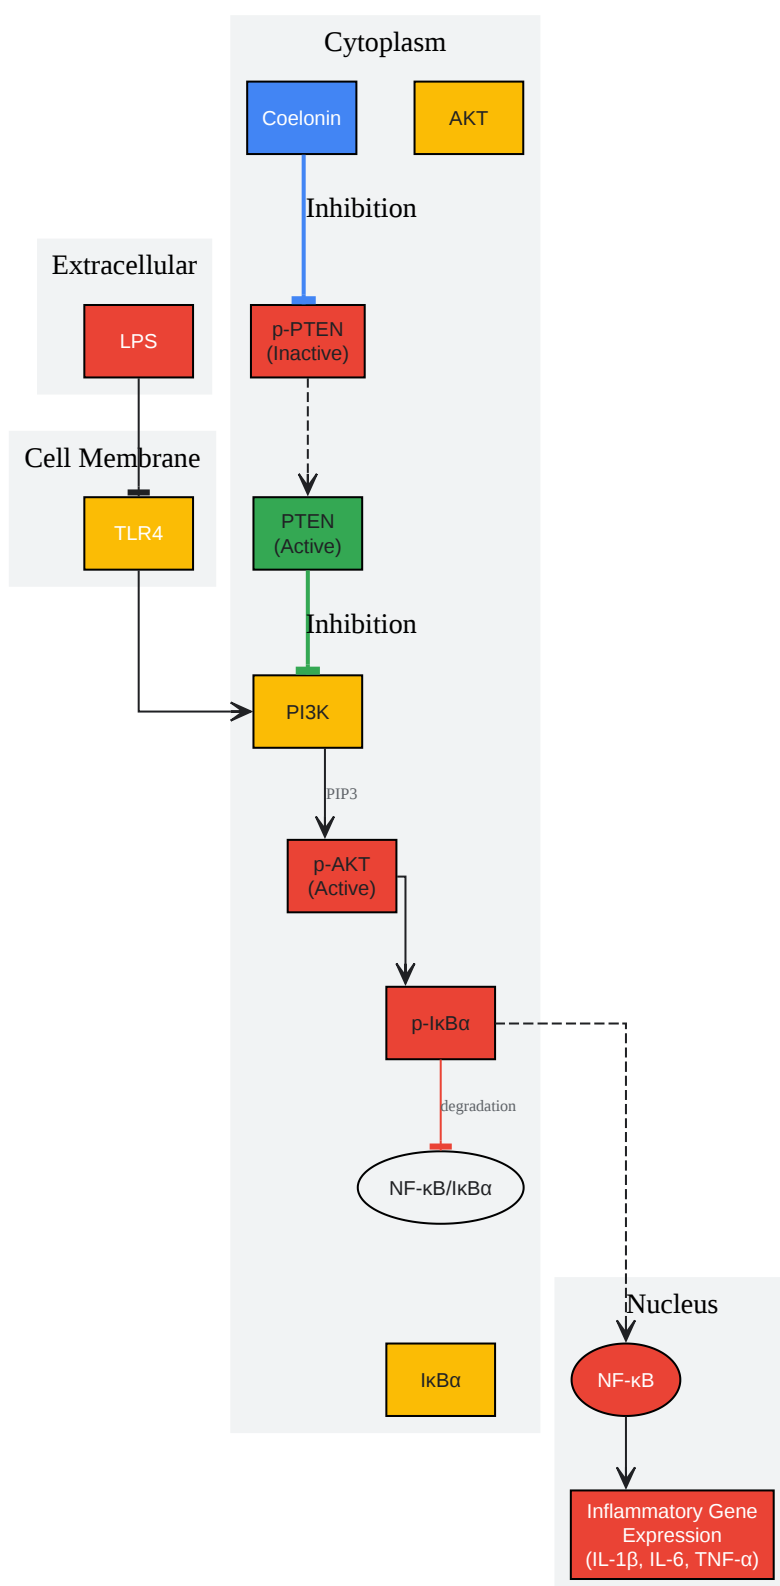 Cytoplasm
Coelonin
AKT
Inhibition
Extracellular
LPS
p-PTEN
(Inactive)
Cell Membrane
TLR4
PTEN
(Active)
Inhibition
PI3K
PIP3
p-AKT
(Active)
p-IκBα
degradation
NF-κB/IκBα
Nucleus
IκBα
NF-κB
Inflammatory Gene
Expression
(IL-1β, IL-6, TNF-α)